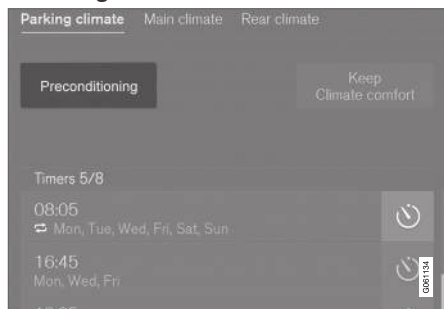 Parking climate Main climate Rear climate
Preconditioning
Keep
Climate comfort
Timers 5/8
08:05
Mon, Tue, Wed, Fri, Sat, Sun
16:45
Mon, Wed, Fri
G061134